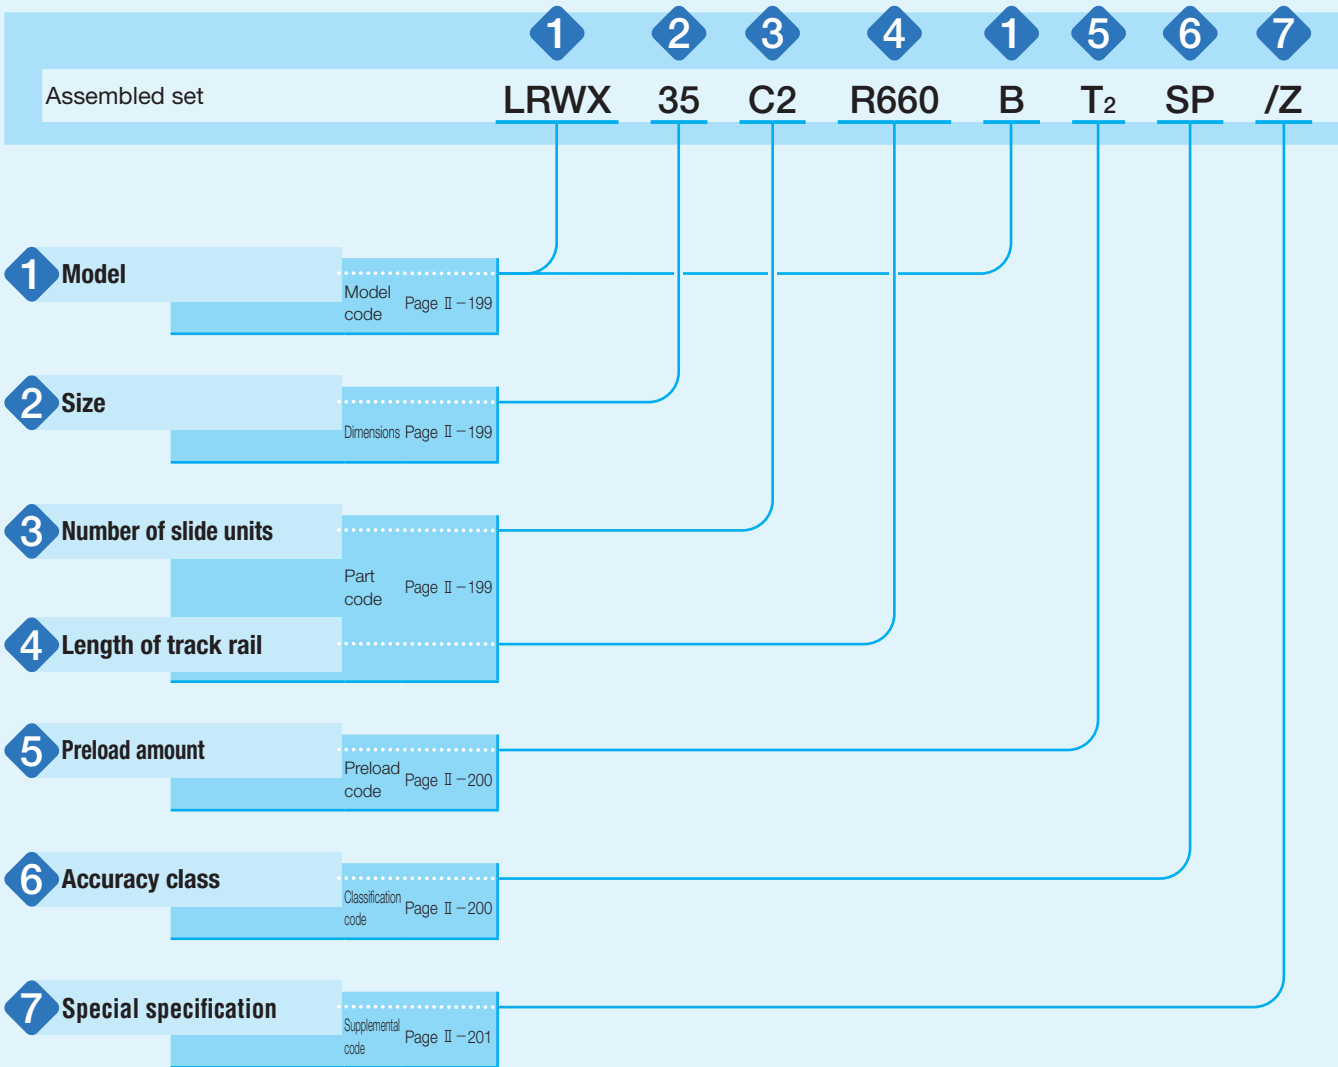 1 2 3 4 1 5 6 7
Assembled set LRWX 35 C2 R660 B T2 SP /Z
1 Model
Model code Page Ⅱ-199
2 Size
Dimensions Page Ⅱ-199
3 Number of slide units
Part code Page Ⅱ-199
4 Length of track rail
5 Preload amount
Preload code Page Ⅱ-200
6 Accuracy class
Classification code Page Ⅱ-200
7 Special specification
Supplemental code Page Ⅱ-201